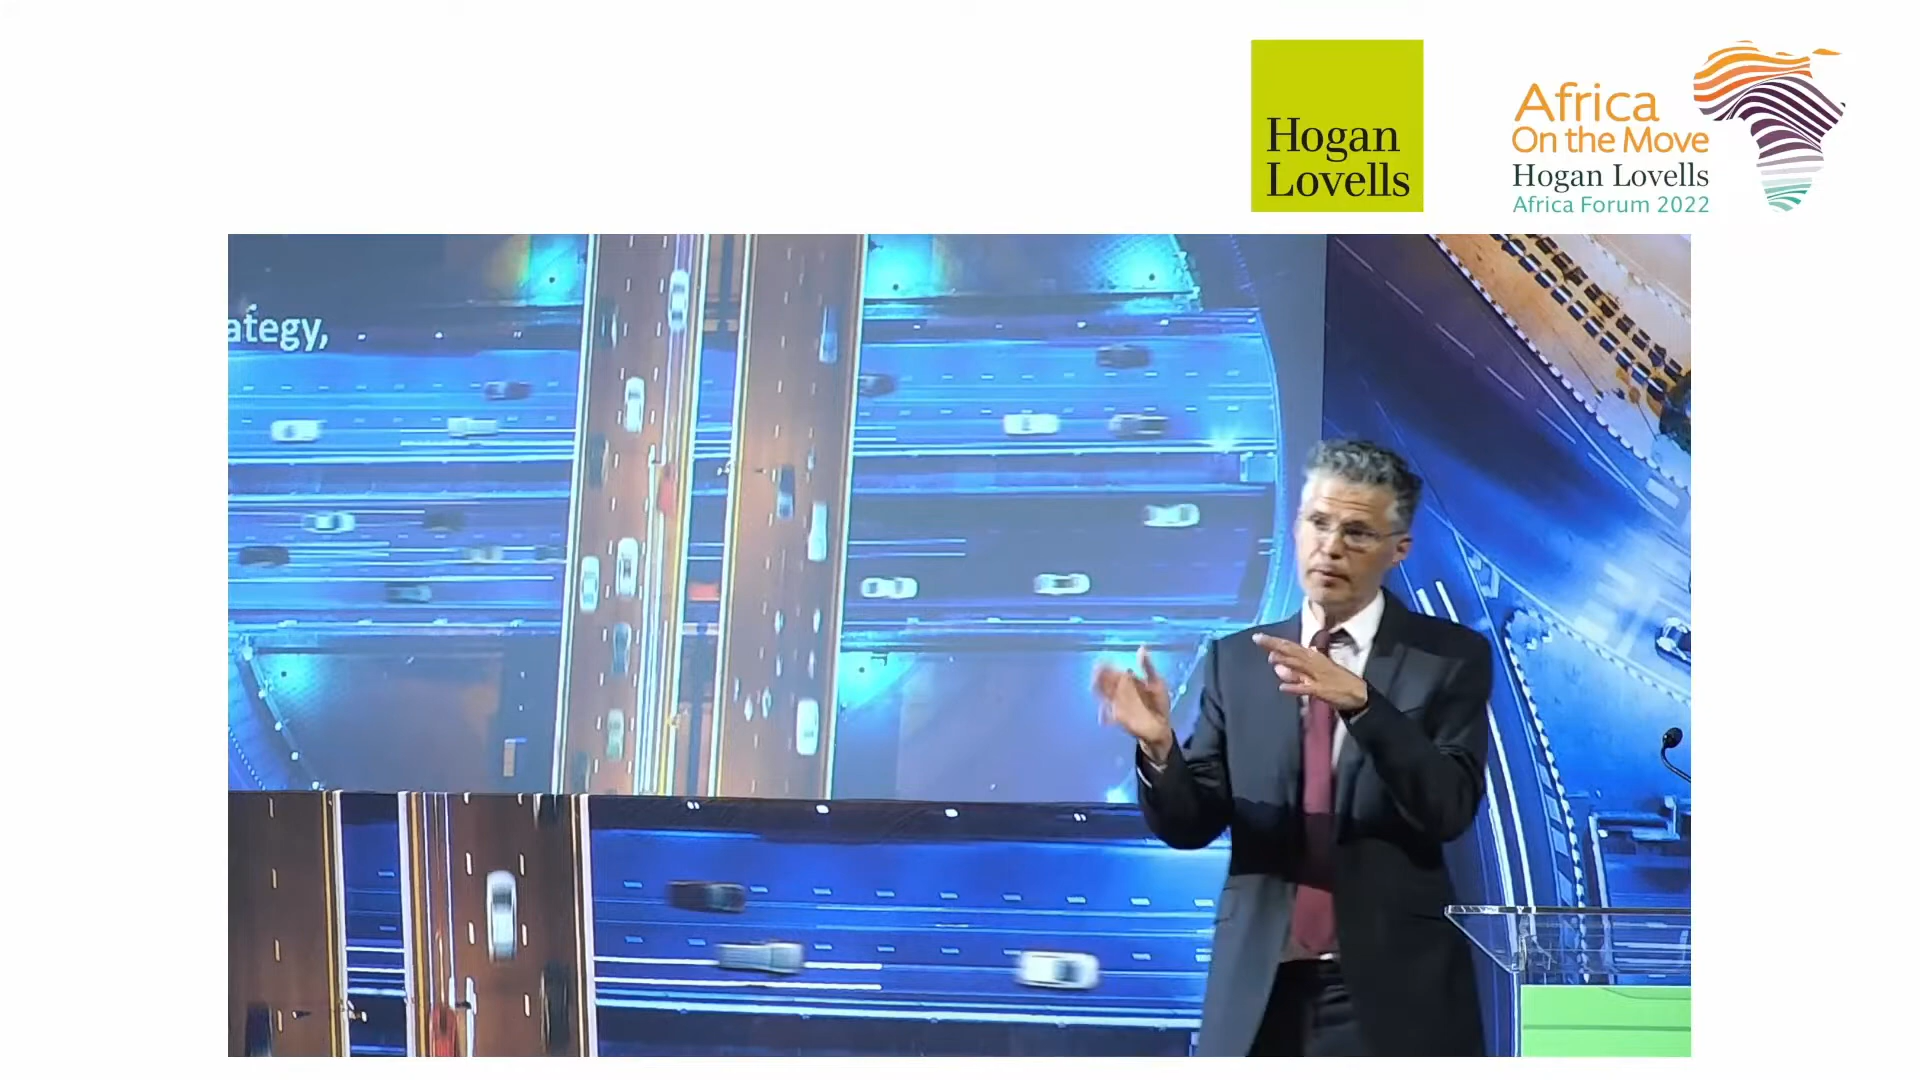 Hogan
Lovells
Africa
On the Move
Hogan Lovells
Africa Forum 2022
ategy,